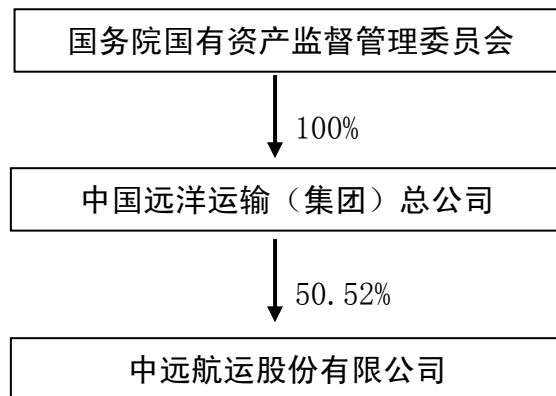 国务院国有资产监督管理委员会
100%
中国远洋运输（集团）总公司
50.52%
中远航运股份有限公司